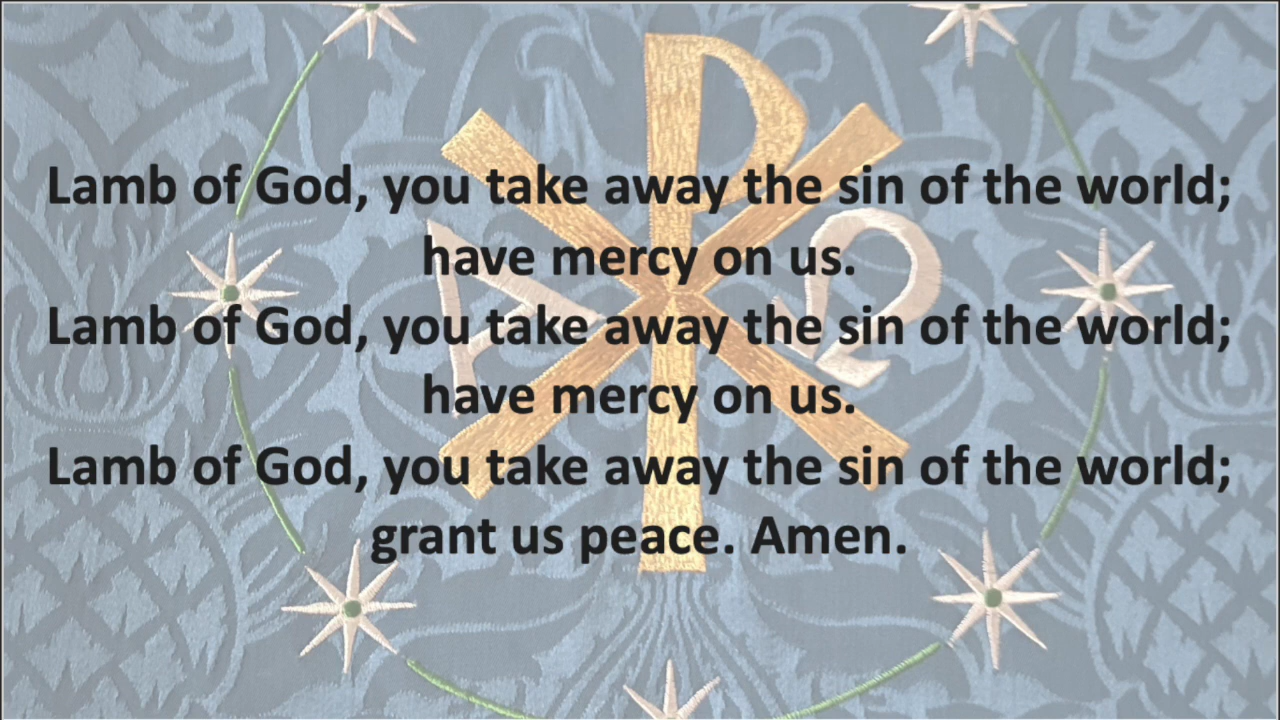 Lamb of God, you take away the sin of the world;
have mercy on us.
Lamb of God, you take away the sin of the world;
have mercy on us.
Lamb of God, you take away the sin of the world;
grant us peace. Amen.
Α Ω